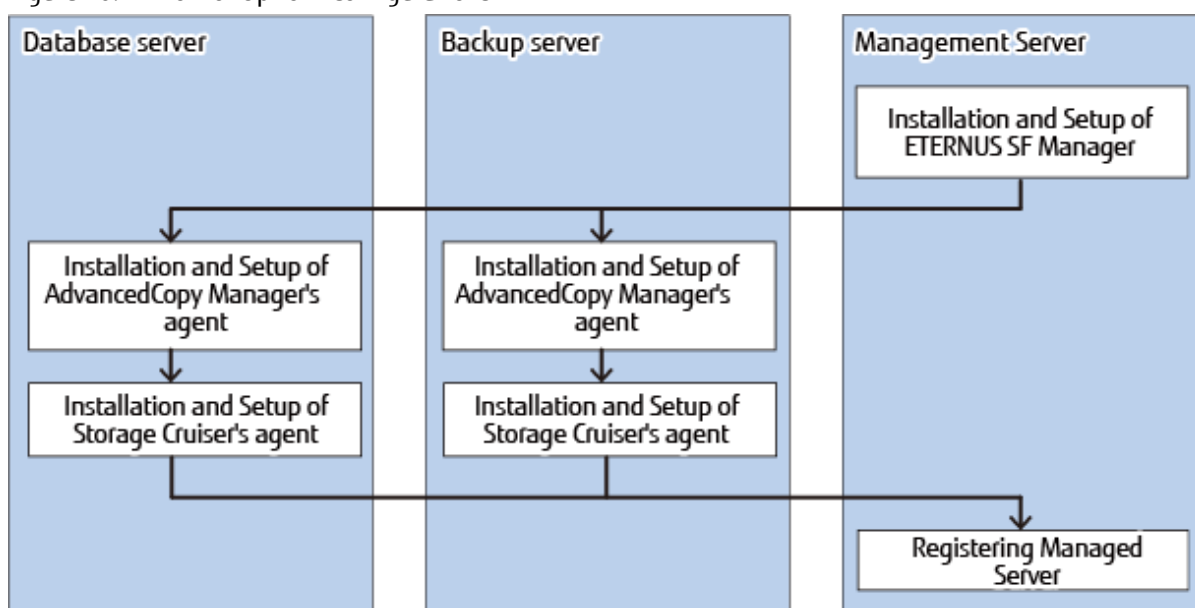 Database server
Backup server
Management Server
Installation and Setup of
ETERNUS SF Manager
Installation and Setup of
AdvancedCopy Manager's
agent
Installation and Setup of
AdvancedCopy Manager's
agent
Installation and Setup of
Storage Cruiser's agent
Installation and Setup of
Storage Cruiser's agent
Registering Managed
Server